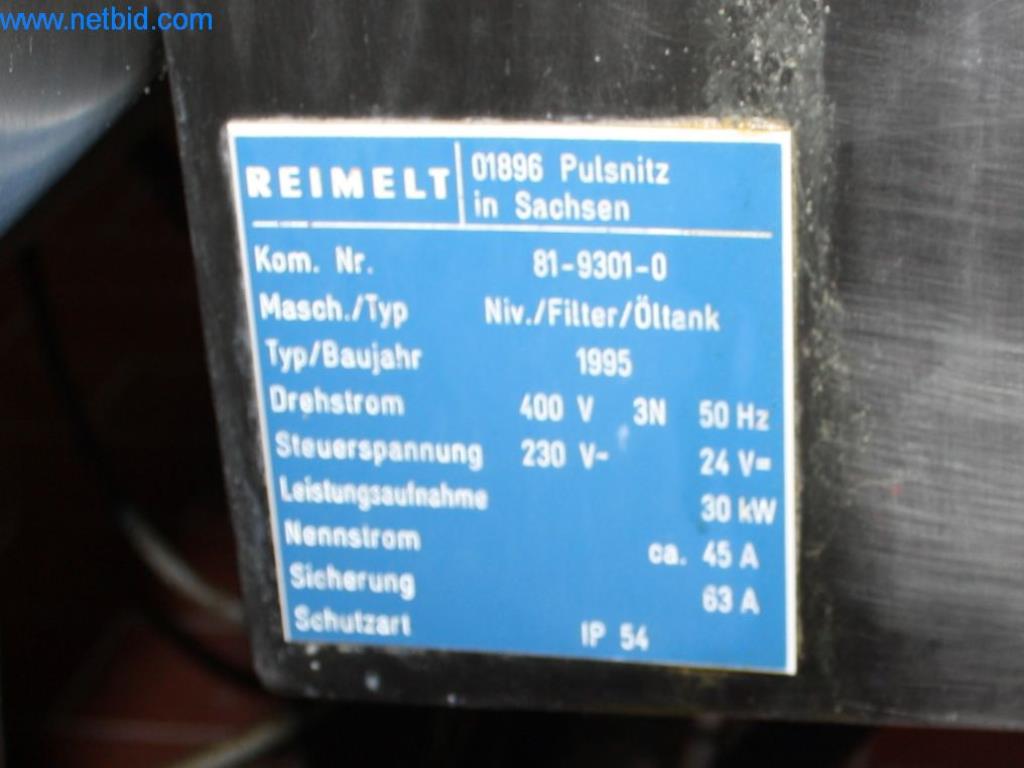 www.netbid.com
REIMELT 01896 Pulsnitz
in Sachsen
Kom. Nr. 81-9301-0
Masch./Typ Niv./Filter/Öltank
Typ/Baujahr 1995
Drehstrom 400 V 3N 50 Hz
Steuerspannung 230 V~ 24 V=
Leistungsaufnahme 30 kW
Nennstrom ca. 45 A
Sicherung 63 A
Schutzart IP 54